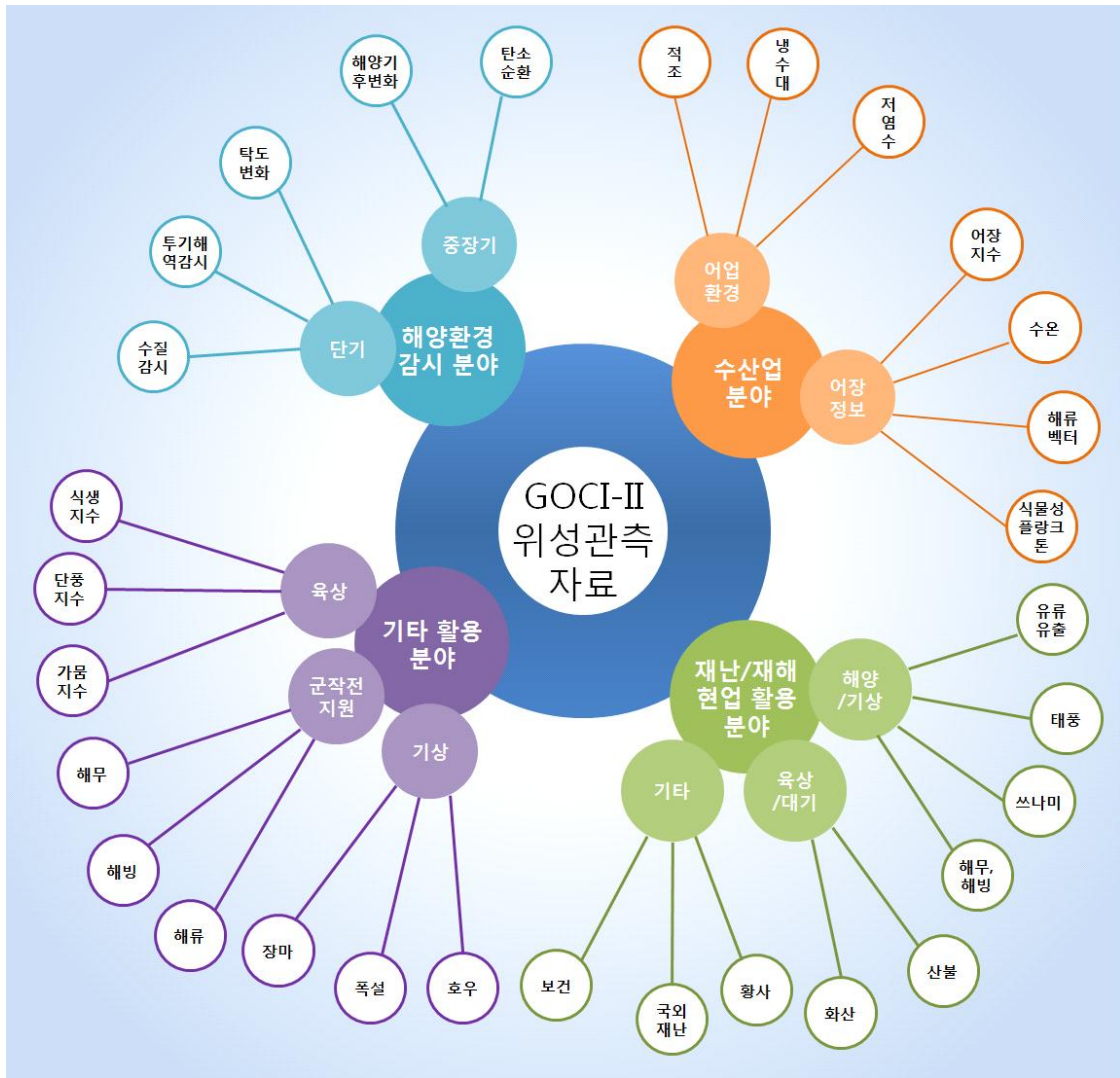 GOCI-II
위성관측
자료
해양환경
감시 분야
중장기
해양기
후변화
탄소
순환
단기
탁도
변화
투기해
역감시
수질
감시
수산업
분야
어업
환경
적
조
냉
수
대
저
염
수
어장
정보
어장
지수
수온
해류
벡터
식물성
플랑크
톤
기타 활용
분야
육상
식생
지수
단풍
지수
가뭄
지수
군작전
지원
해무
해빙
해류
기상
장마
폭설
호우
재난/재해
현업 활용
분야
해양
/기상
유류
유출
태풍
쓰나미
해무,
해빙
육상
/대기
산불
화산
기타
보건
국외
재난
황사